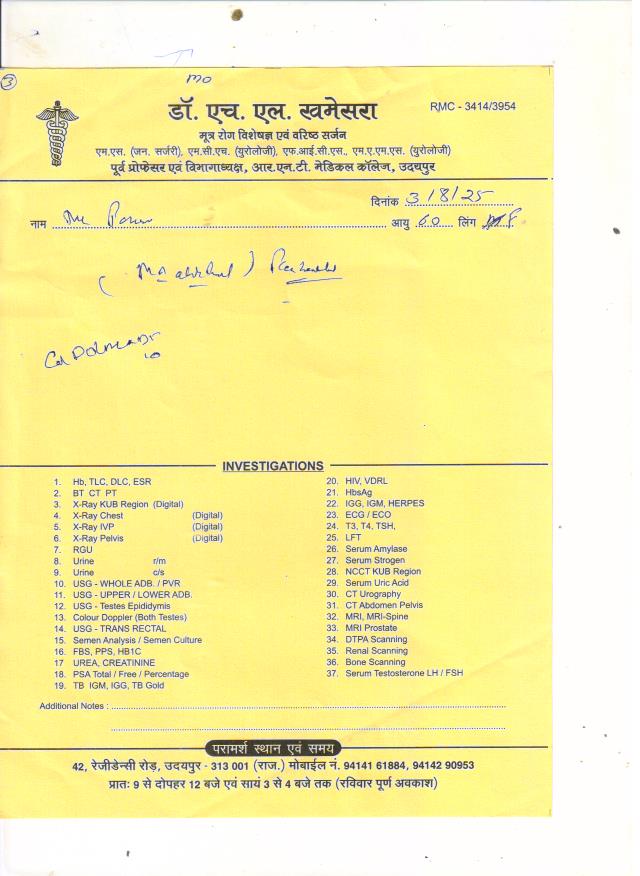 3
mo
डॉ. एच. एल. खमेसरा
RMC - 3414/3954
मूत्र रोग विशेषज्ञ एवं वरिष्ठ सर्जन
एम.एस. (जन. सर्जरी), एम.सी.एच. (युरोलोजी), एफ.आई.सी.एस., एम.ए.एम.एस. (युरोलोजी)
पूर्व प्रोफेसर एवं विभागाध्यक्ष, आर.एन.टी. मेडिकल कॉलेज, उदयपुर
दिनांक 3/8/25
नाम आयु 60 लिंग F
INVESTIGATIONS
1. Hb, TLC, DLC, ESR
2. BT CT PT
3. X-Ray KUB Region (Digital)
4. X-Ray Chest (Digital)
5. X-Ray IVP (Digital)
6. X-Ray Pelvis (Digital)
7. RGU
8. Urine r/m
9. Urine c/s
10. USG - WHOLE ADB. / PVR
11. USG - UPPER / LOWER ADB.
12. USG - Testes Epididymis
13. Colour Doppler (Both Testes)
14. USG - TRANS RECTAL
15. Semen Analysis / Semen Culture
16. FBS, PPS, HB1C
17 UREA, CREATININE
18. PSA Total / Free / Percentage
19. TB IGM, IGG, TB Gold
20. HIV, VDRL
21. HbsAg
22. IGG, IGM, HERPES
23. ECG / ECO
24. T3, T4, TSH,
25. LFT
26. Serum Amylase
27. Serum Strogen
28. NCCT KUB Region
29. Serum Uric Acid
30. CT Urography
31. CT Abdomen Pelvis
32. MRI, MRI-Spine
33. MRI Prostate
34. DTPA Scanning
35. Renal Scanning
36. Bone Scanning
37. Serum Testosterone LH / FSH
Additional Notes :
परामर्श स्थान एवं समय
42, रेजीडेन्सी रोड़, उदयपुर - 313 001 (राज.) मोबाईल नं. 94141 61884, 94142 90953
प्रातः 9 से दोपहर 12 बजे एवं सायं 3 से 4 बजे तक (रविवार पूर्ण अवकाश)